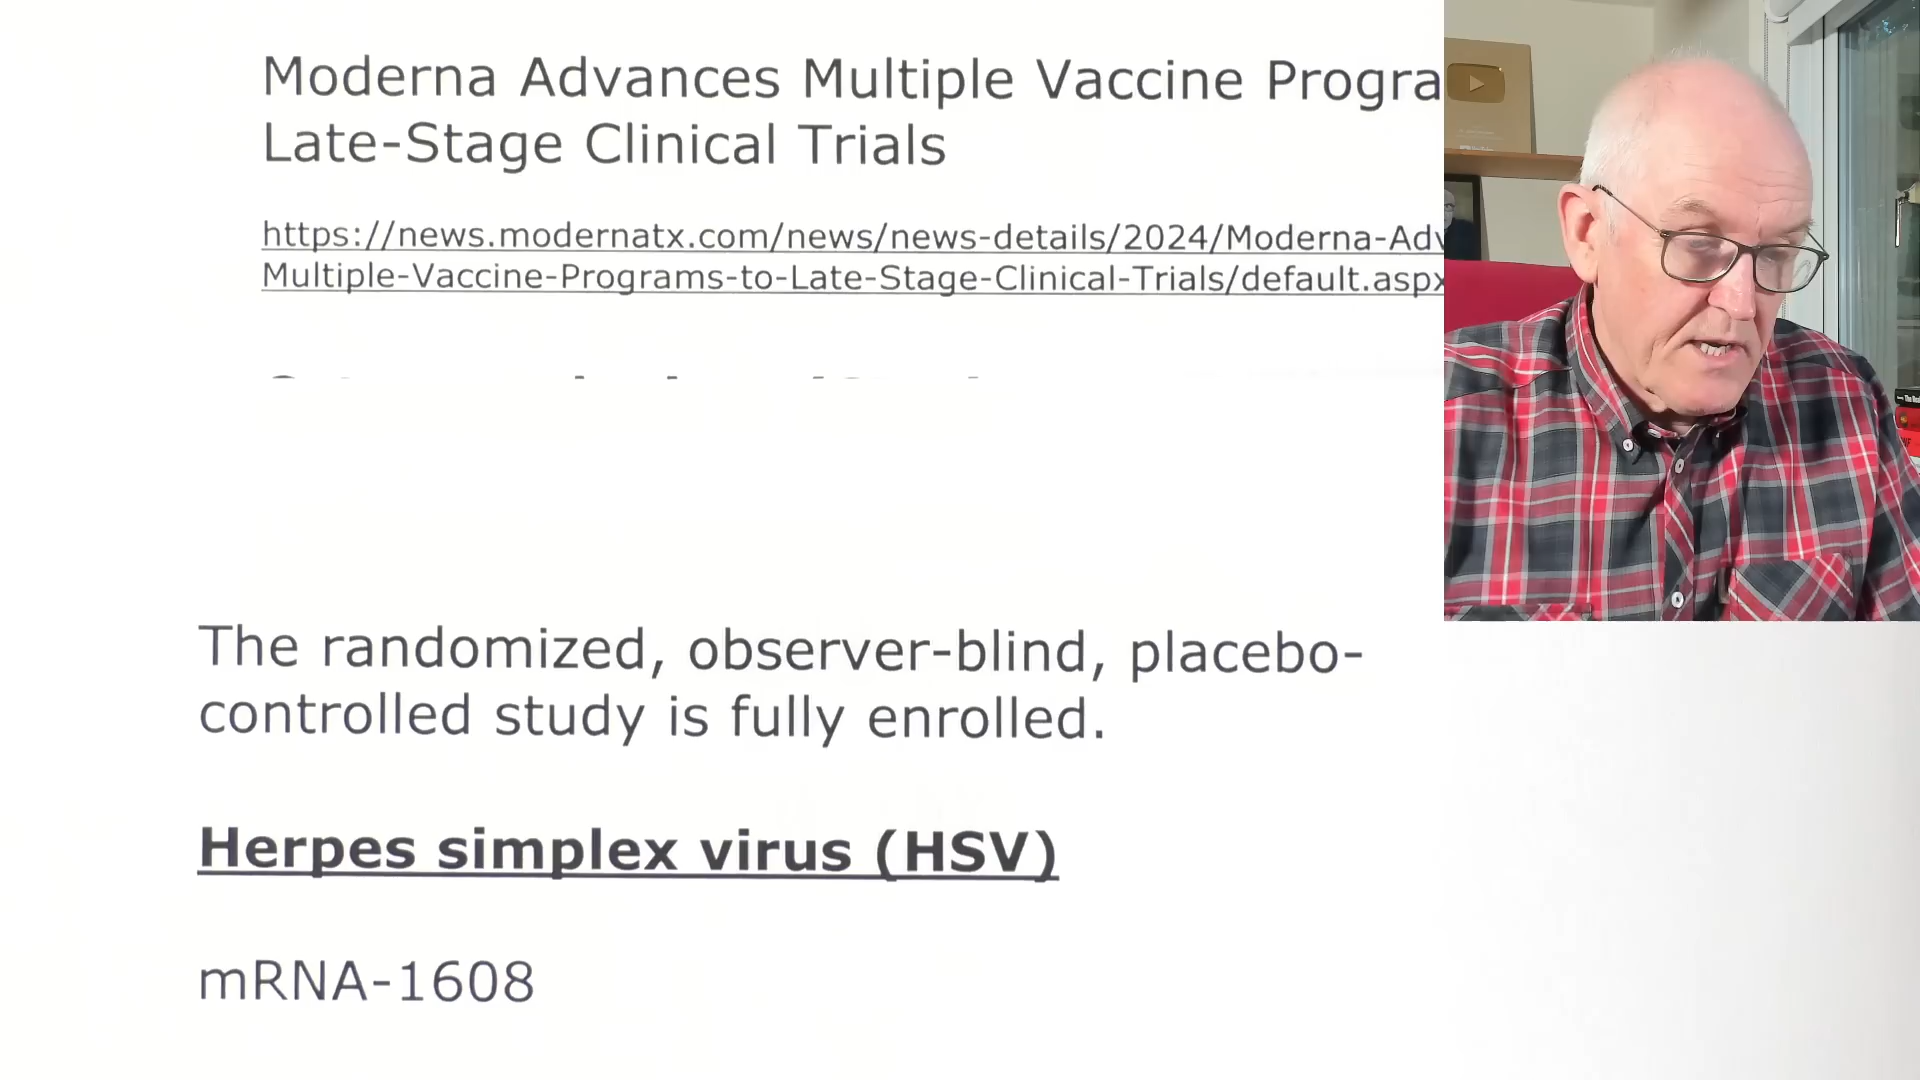 Moderna Advances Multiple Vaccine Progra
Late-Stage Clinical Trials
https://news.modernatx.com/news/news-details/2024/Moderna-Adv
Multiple-Vaccine-Programs-to-Late-Stage-Clinical-Trials/default.aspx
The randomized, observer-blind, placebo-
controlled study is fully enrolled.
Herpes simplex virus (HSV)
mRNA-1608